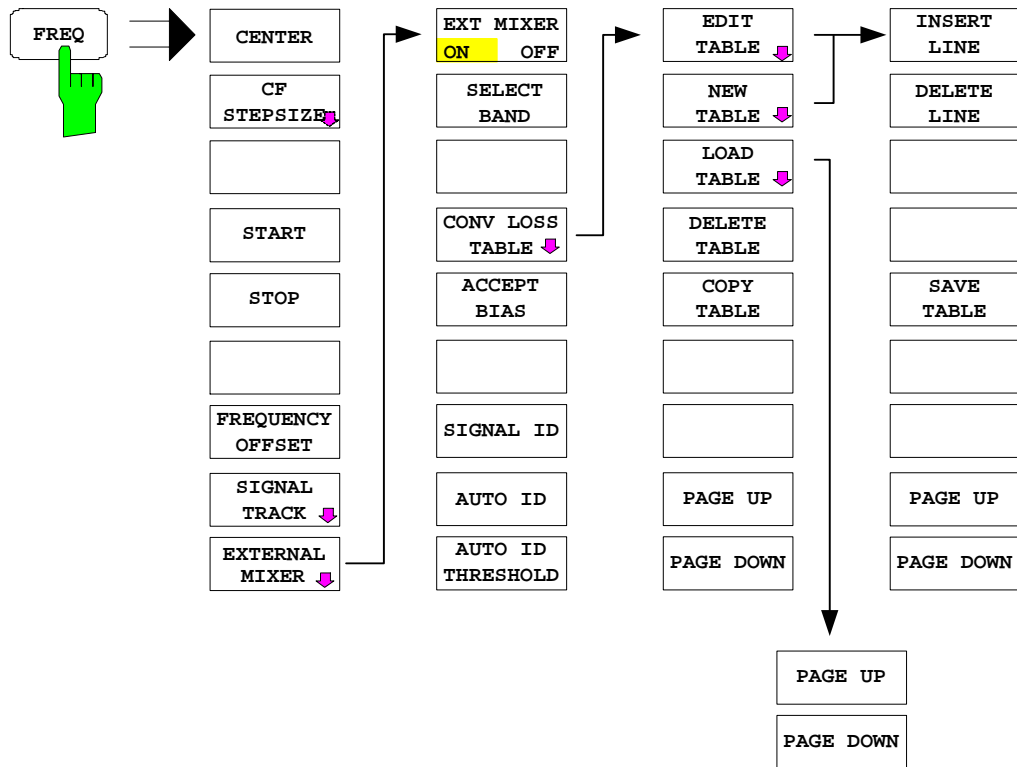 FREQ
CENTER
CF
STEPSIZE
START
STOP
FREQUENCY
OFFSET
SIGNAL
TRACK
EXTERNAL
MIXER
EXT MIXER
ON OFF
SELECT
BAND
CONV LOSS
TABLE
ACCEPT
BIAS
SIGNAL ID
AUTO ID
AUTO ID
THRESHOLD
EDIT
TABLE
NEW
TABLE
LOAD
TABLE
DELETE
TABLE
COPY
TABLE
PAGE UP
PAGE DOWN
INSERT
LINE
DELETE
LINE
SAVE
TABLE
PAGE UP
PAGE DOWN
PAGE UP
PAGE DOWN